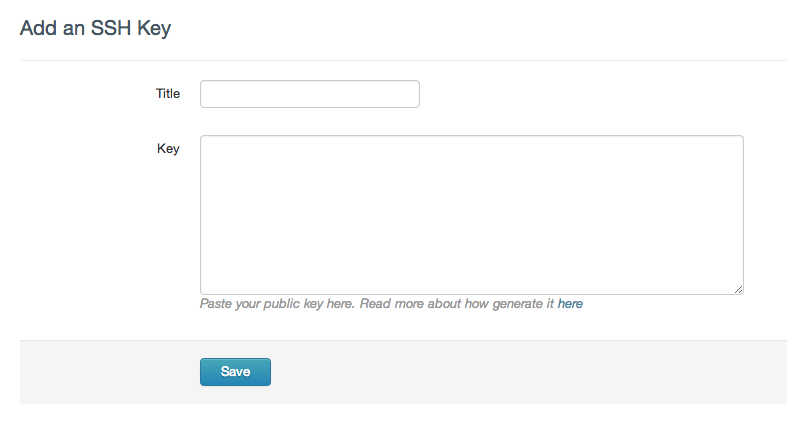 Add an SSH Key
Title
Key
Paste your public key here. Read more about how generate it here
Save